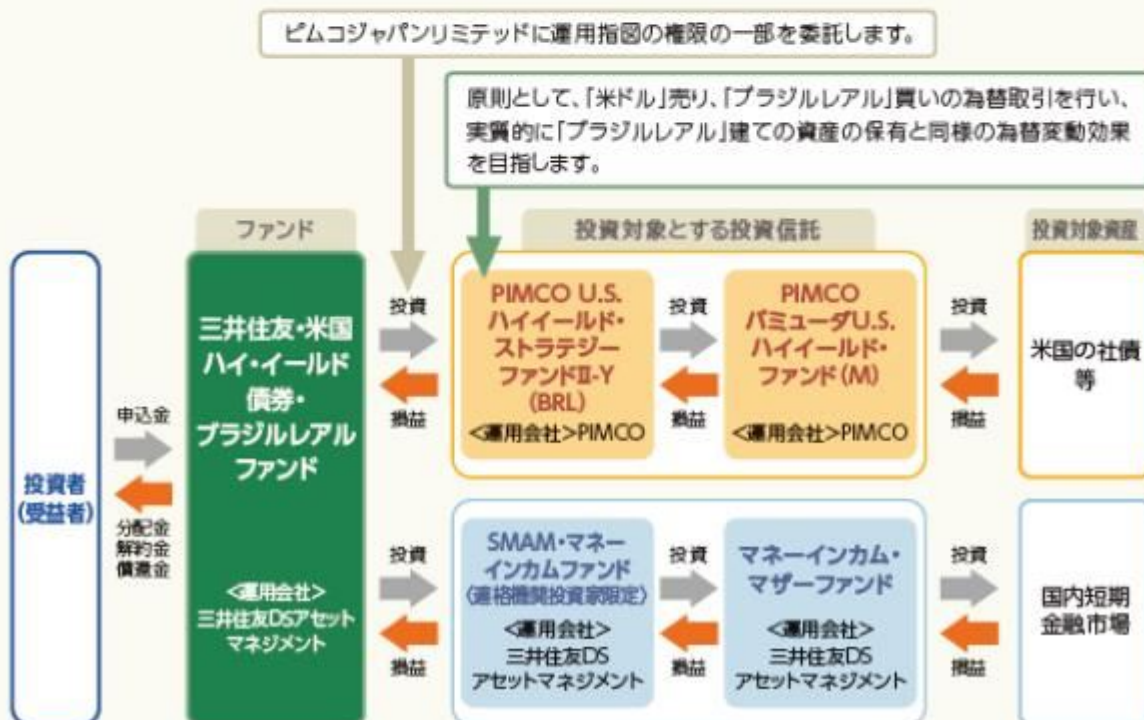 ピムコジャパンリミテッドに運用指図の権限の一部を委託します。
原則として、「米ドル」売り、「ブラジルレアル」買いの為替取引を行い、
実質的に「ブラジルレアル」建ての資産の保有と同様の為替変動効果
を目指します。
ファンド
投資対象とする投資信託
投資対象資産
投資者
(受益者)
申込金
分配金
解約金
償還金
三井住友・米国
ハイ・イールド
債券・
ブラジルレアル
ファンド
<運用会社>
三井住友DSアセット
マネジメント
投資
損益
PIMCO U.S.
ハイイールド・
ストラテジー
ファンドⅡ-Y
(BRL)
<運用会社>PIMCO
投資
損益
PIMCO
バミューダU.S.
ハイイールド・
ファンド(M)
<運用会社>PIMCO
投資
損益
米国の社債
等
投資
損益
SMAM・マネー
インカムファンド
(適格機関投資家限定)
<運用会社>
三井住友DS
アセットマネジメント
投資
損益
マネーインカム・
マザーファンド
<運用会社>
三井住友DS
アセットマネジメント
投資
損益
国内短期
金融市場